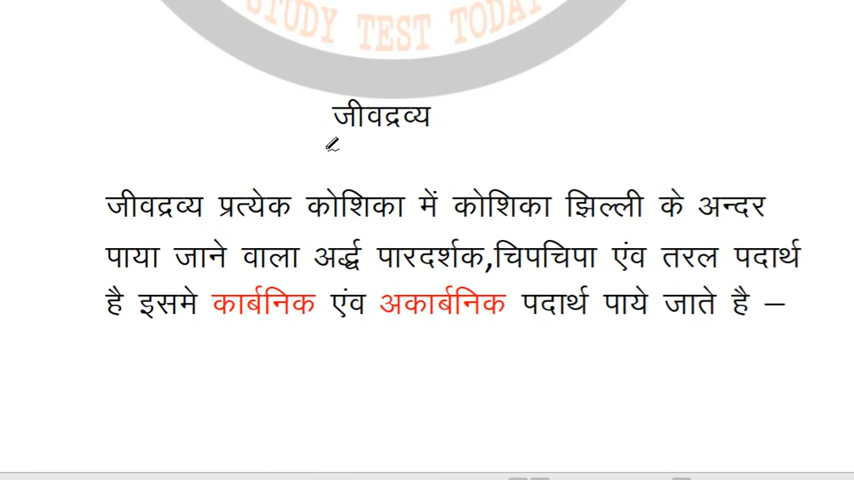 STUDY TEST TODAY
जीवद्रव्य
जीवद्रव्य प्रत्येक कोशिका में कोशिका झिल्ली के अन्दर
पाया जाने वाला अर्द्ध पारदर्शक,चिपचिपा एंव तरल पदार्थ
है इसमे कार्बनिक एंव अकार्बनिक पदार्थ पाये जाते है –